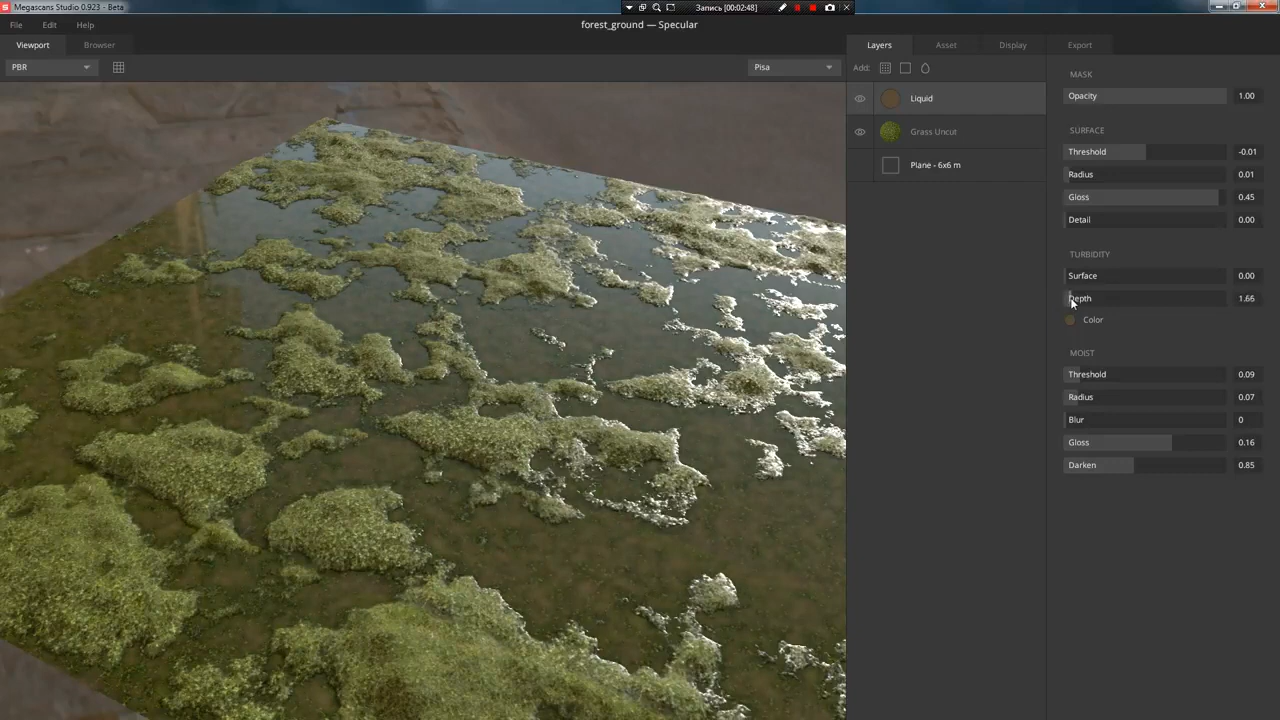 Megascans Studio 0.923 - Beta
Запись [00:02:48]
File Edit Help
forest_ground — Specular
Viewport Browser
Layers Asset Display Export
PBR
Pisa
Add:
MASK
Opacity 1.00
Liquid
SURFACE
Grass Uncut
Threshold -0.01
Plane - 6x6 m
Radius 0.01
Gloss 0.45
Detail 0.00
TURBIDITY
Surface 0.00
Depth 1.66
Color
MOIST
Threshold 0.09
Radius 0.07
Blur 0
Gloss 0.16
Darken 0.85